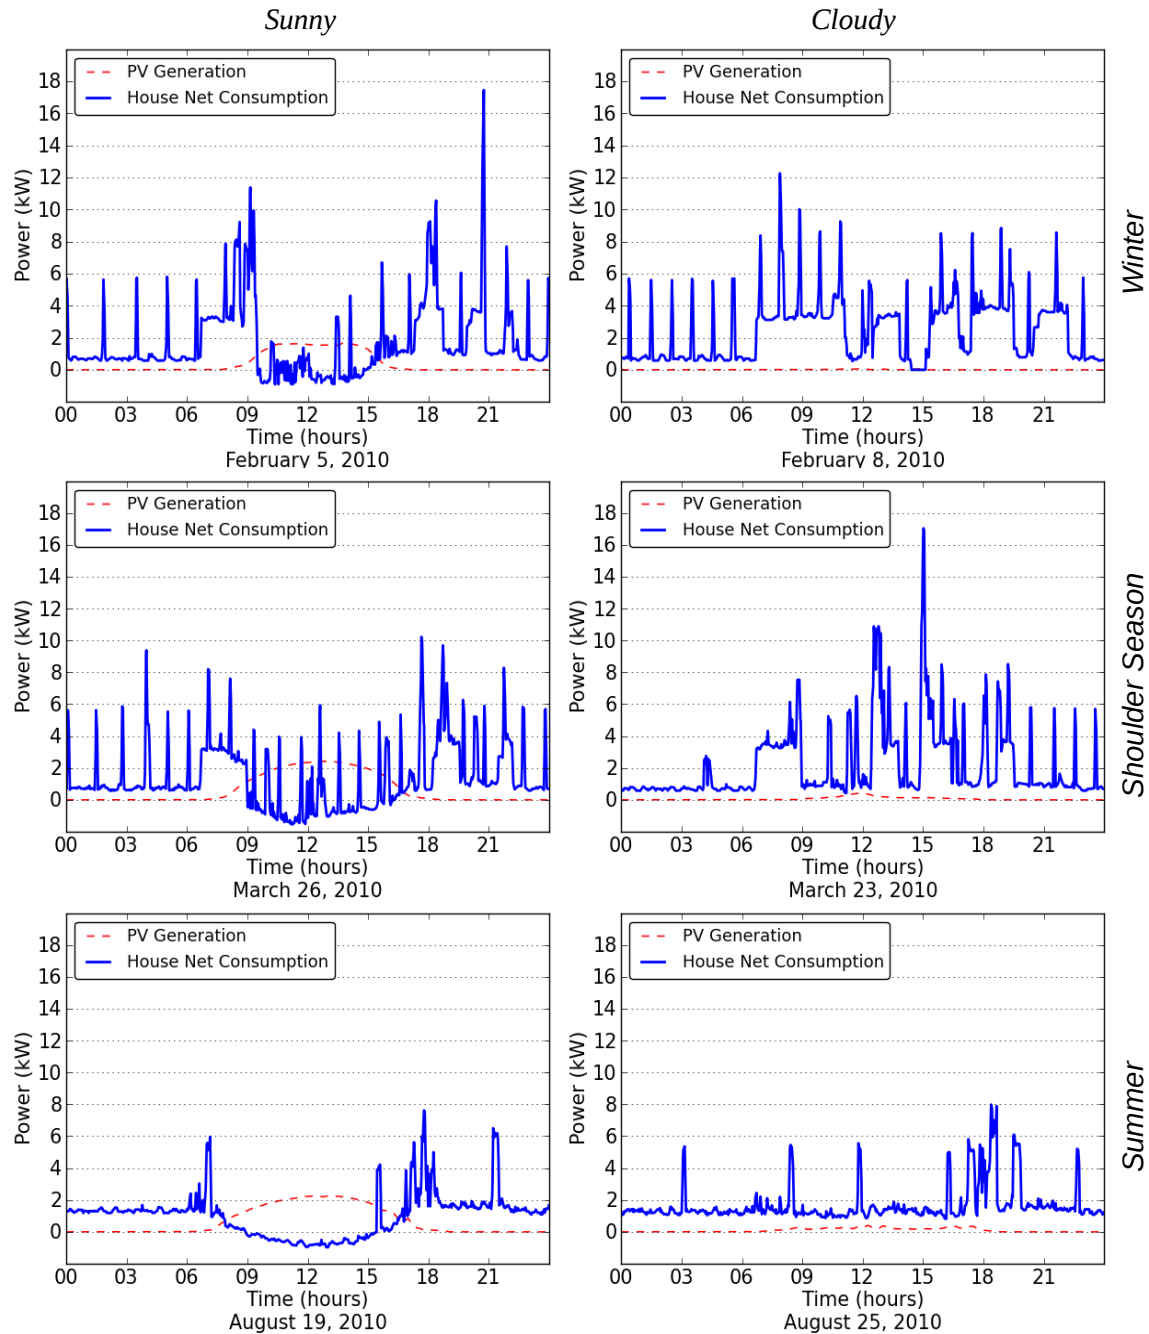 Sunny
Cloudy
18
16
14
12
10
8
6
4
2
0
Power (kW)
PV Generation
House Net Consumption
00 03 06 09 12 15 18 21
Time (hours)
February 5, 2010
18
16
14
12
10
8
6
4
2
0
Power (kW)
PV Generation
House Net Consumption
00 03 06 09 12 15 18 21
Time (hours)
February 8, 2010
Winter
18
16
14
12
10
8
6
4
2
0
Power (kW)
PV Generation
House Net Consumption
00 03 06 09 12 15 18 21
Time (hours)
March 26, 2010
18
16
14
12
10
8
6
4
2
0
Power (kW)
PV Generation
House Net Consumption
00 03 06 09 12 15 18 21
Time (hours)
March 23, 2010
Shoulder Season
18
16
14
12
10
8
6
4
2
0
Power (kW)
PV Generation
House Net Consumption
00 03 06 09 12 15 18 21
Time (hours)
August 19, 2010
18
16
14
12
10
8
6
4
2
0
Power (kW)
PV Generation
House Net Consumption
00 03 06 09 12 15 18 21
Time (hours)
August 25, 2010
Summer